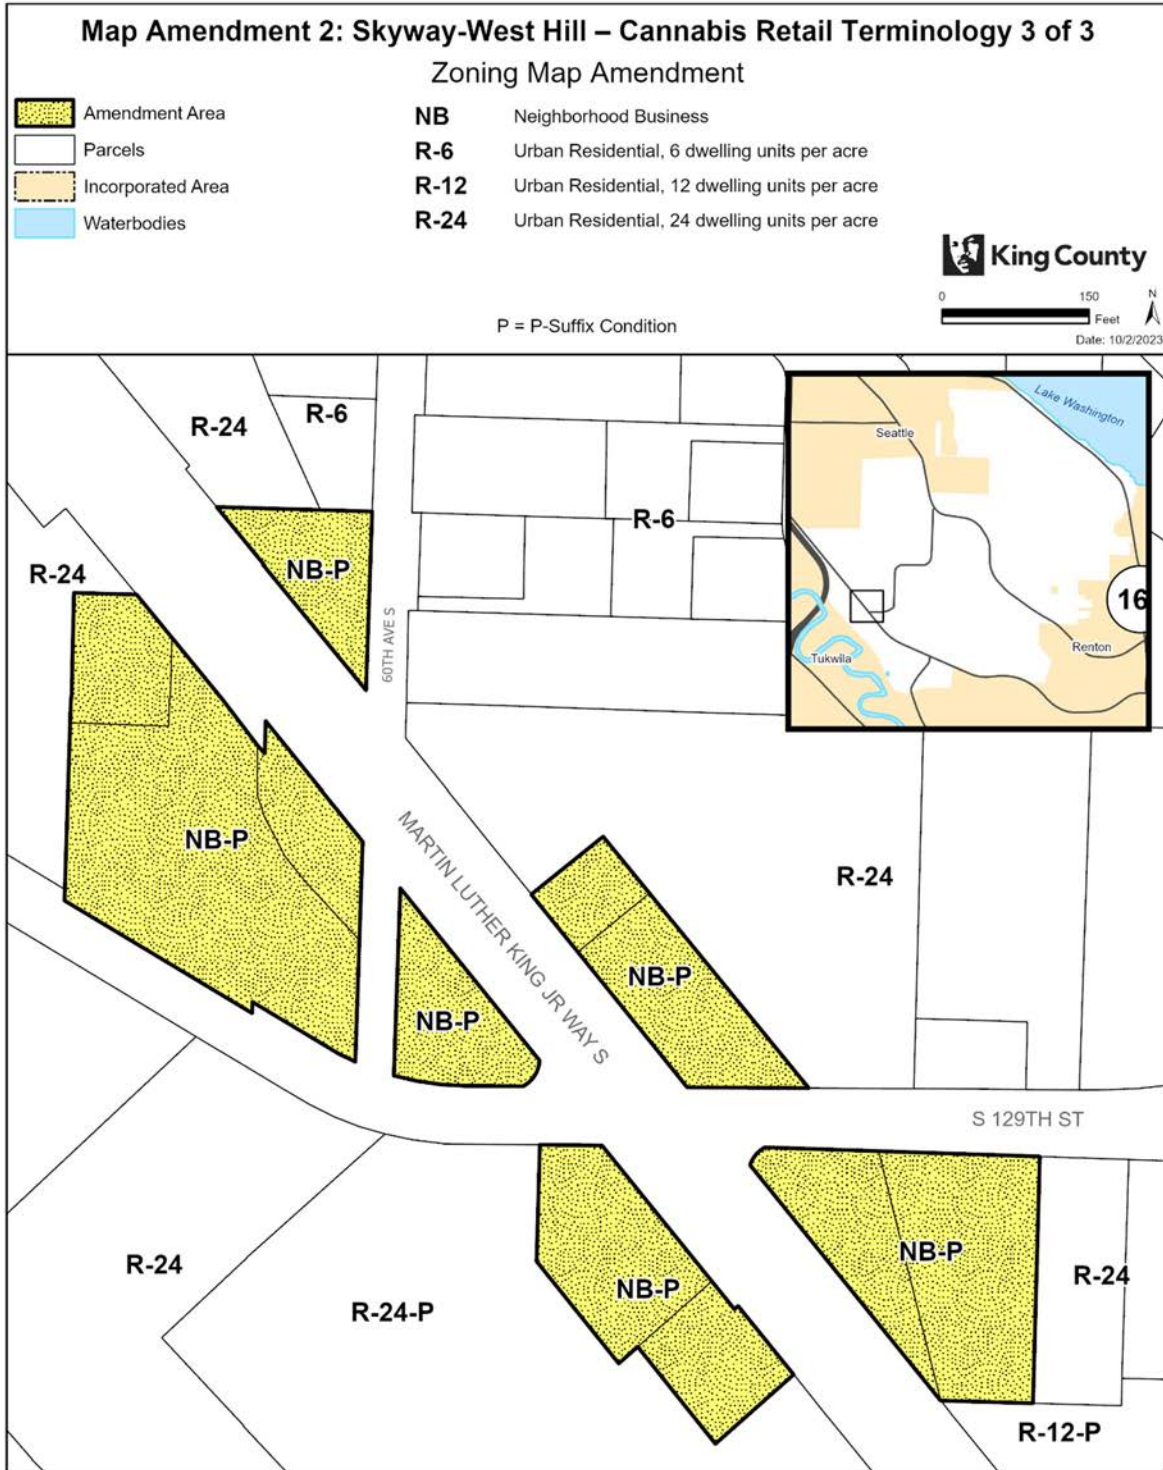 Map Amendment 2: Skyway-West Hill – Cannabis Retail Terminology 3 of 3
Zoning Map Amendment
Amendment Area
Parcels
Incorporated Area
Waterbodies
NB Neighborhood Business
R-6 Urban Residential, 6 dwelling units per acre
R-12 Urban Residential, 12 dwelling units per acre
R-24 Urban Residential, 24 dwelling units per acre
King County
0 150
Feet
N
Date: 10/2/2023
P = P-Suffix Condition
R-24
R-6
Lake Washington
Seattle
R-6
NB-P
R-24
16
60TH AVE S
Renton
Tukwila
NB-P
MARTIN LUTHER KING JR WAY S
R-24
NB-P
NB-P
S 129TH ST
NB-P
R-24
R-24
NB-P
R-24-P
R-12-P